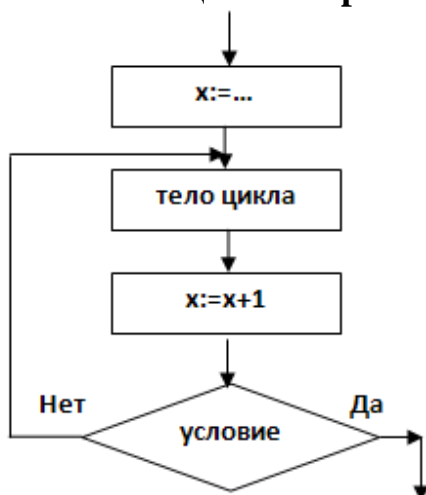 x:=...
тело цикла
x:=x+1
Нет
Да
условие